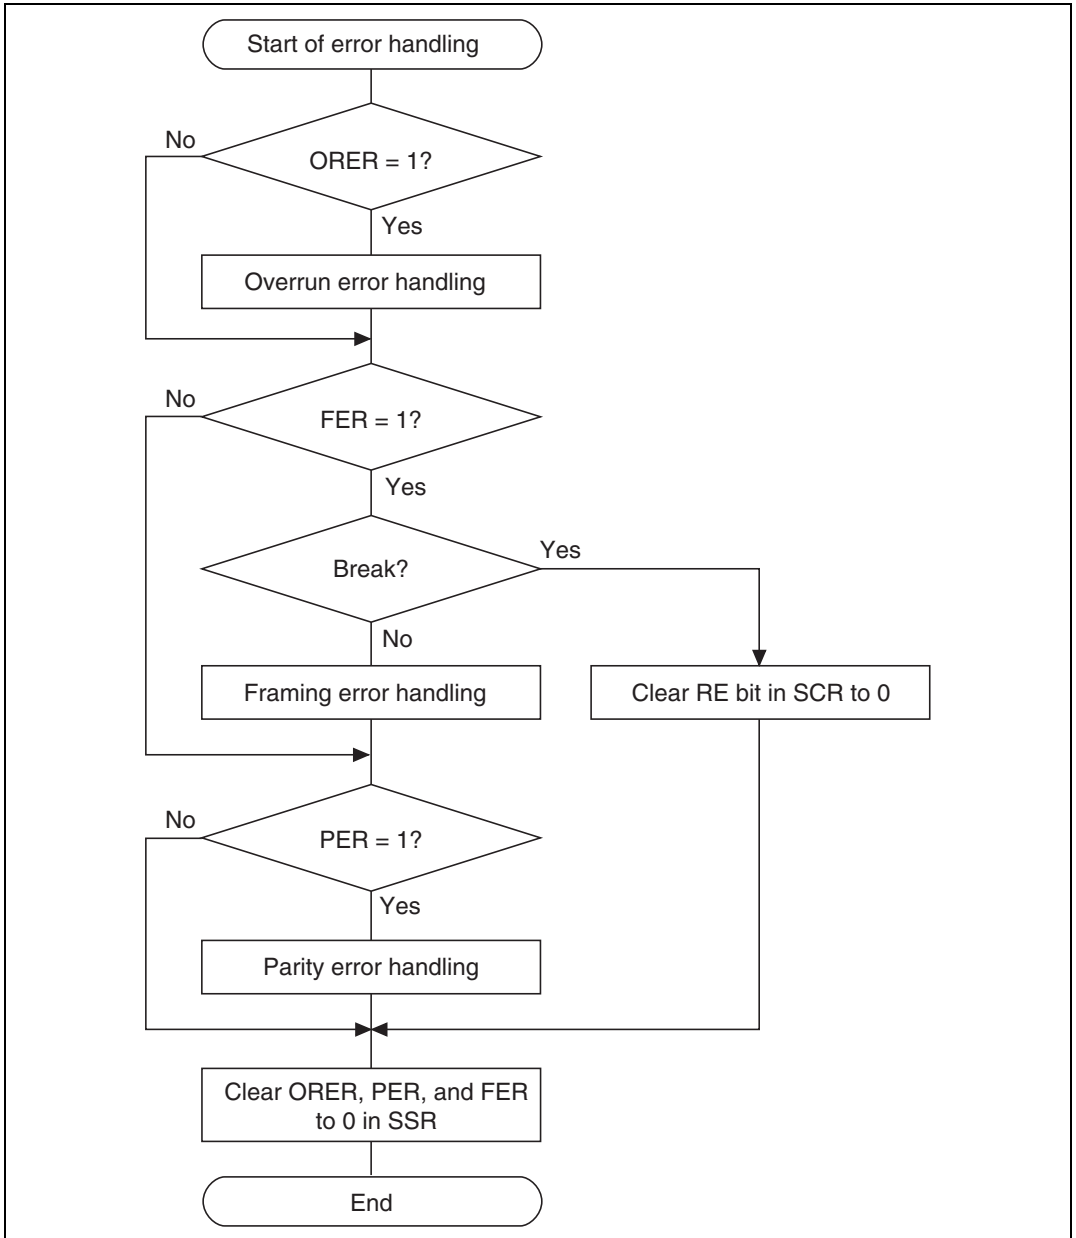 Start of error handling
No
ORER = 1?
Yes
Overrun error handling
No
FER = 1?
Yes
Break?
Yes
No
Framing error handling
Clear RE bit in SCR to 0
No
PER = 1?
Yes
Parity error handling
Clear ORER, PER, and FER
to 0 in SSR
End